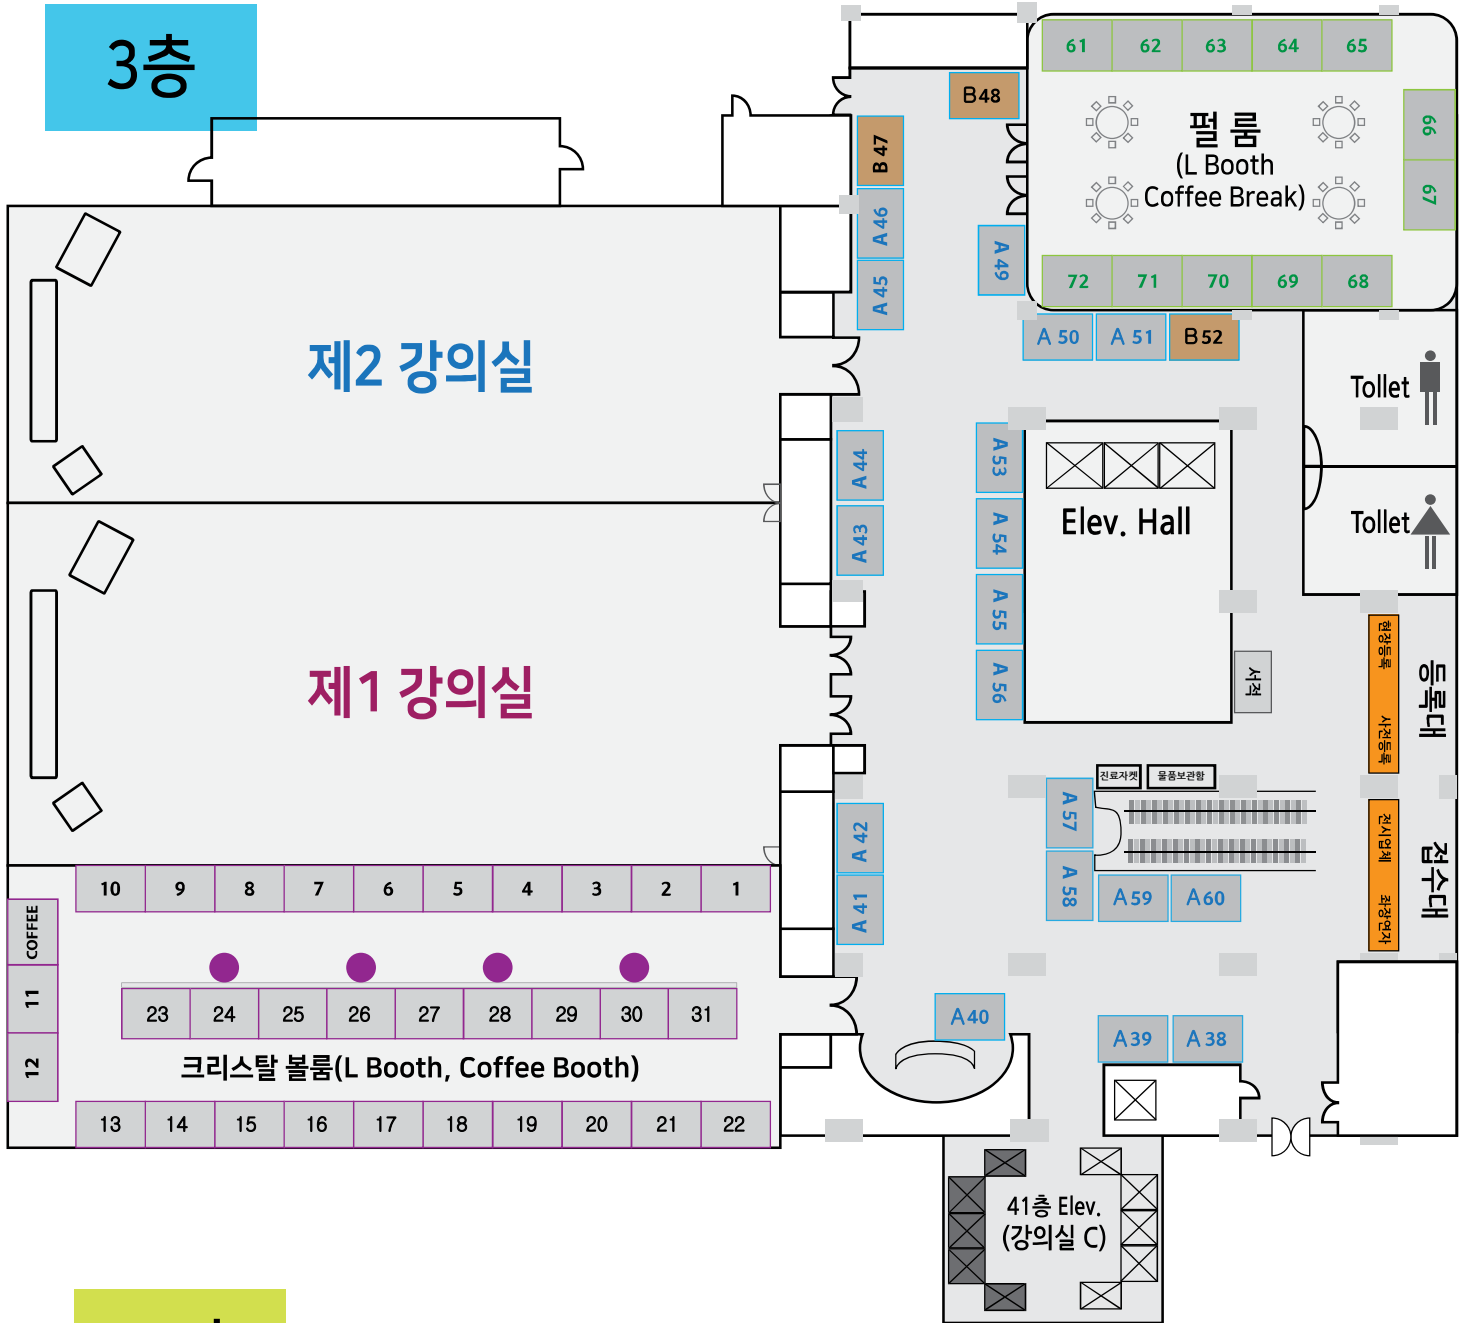 3층
61 62 63 64 65
66
67
펄 룸
(L Booth
Coffee Break)
72 71 70 69 68
B48
B 47
A 46
A 45
A 49
A 50
A 51
B 52
제2 강의실
Tollet
Tollet
A 44
A 43
A 53
A 54
A 55
A 56
Elev. Hall
서적
제1 강의실
현장등록
사전등록
등록대
진료자켓
물품보관함
전시업체
좌장연자
접수대
A 57
A 58
A59
A60
A 42
A 41
10 9 8 7 6 5 4 3 2 1
COFFEE
11
12
23 24 25 26 27 28 29 30 31
크리스탈 볼룸(L Booth, Coffee Booth)
13 14 15 16 17 18 19 20 21 22
A40
A39
A38
41층 Elev.
(강의실 C)